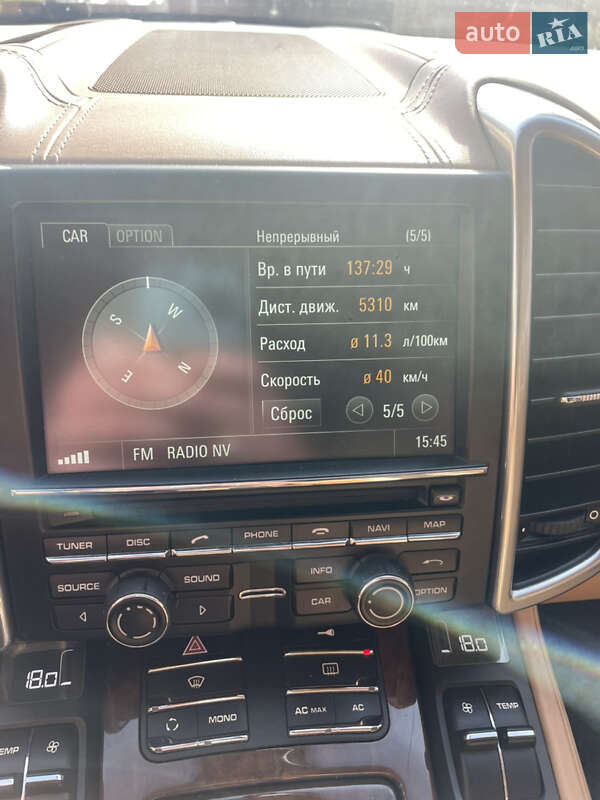 auto RIA.com
CAR OPTION Непрерывный (5/5)
Вр. в пути 137:29 ч
Дист. движ. 5310 км
Расход ø 11.3 л/100км
Скорость ø 40 км/ч
Сброс 5/5
S W E N
FM RADIO NV 15:45
TUNER DISC PHONE NAVI MAP
SOURCE SOUND INFO
CAR OPTION
18.0 18.0
MONO AC MAX AC
TEMP TEMP